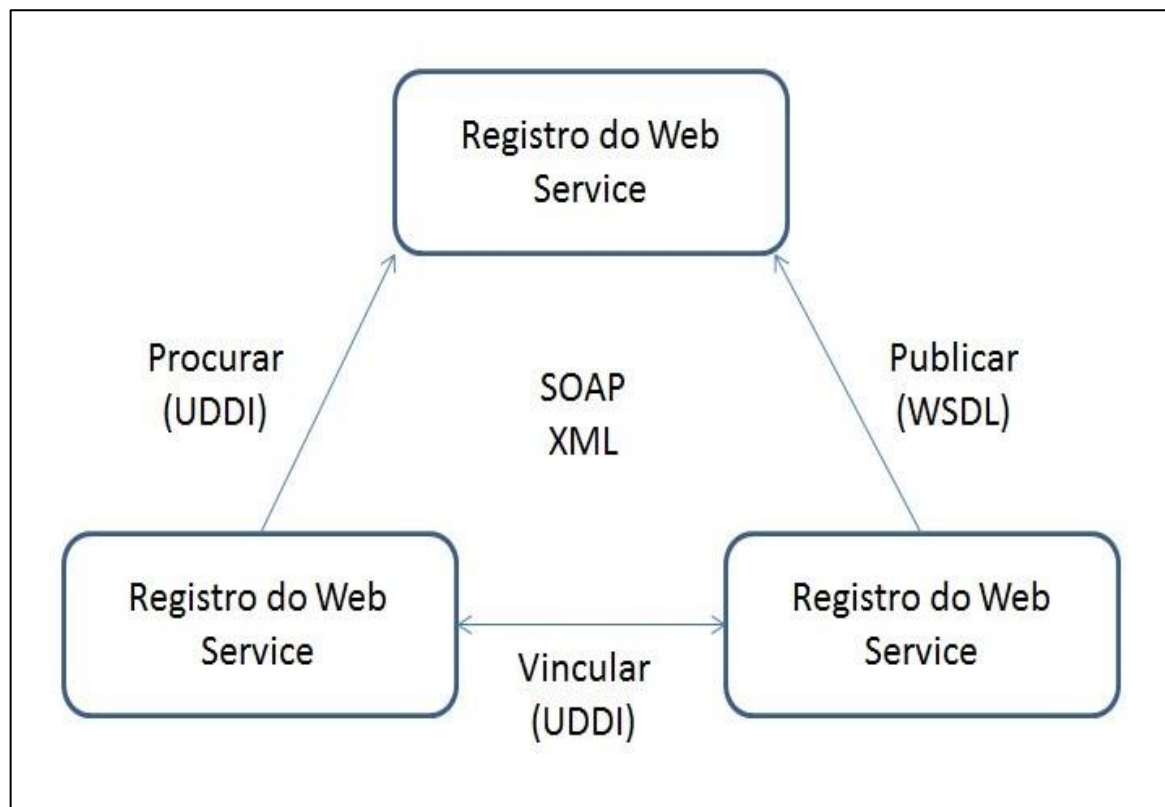 Registro do Web
Service
Procurar
(UDDI)
SOAP
XML
Publicar
(WSDL)
Registro do Web
Service
Vincular
(UDDI)
Registro do Web
Service